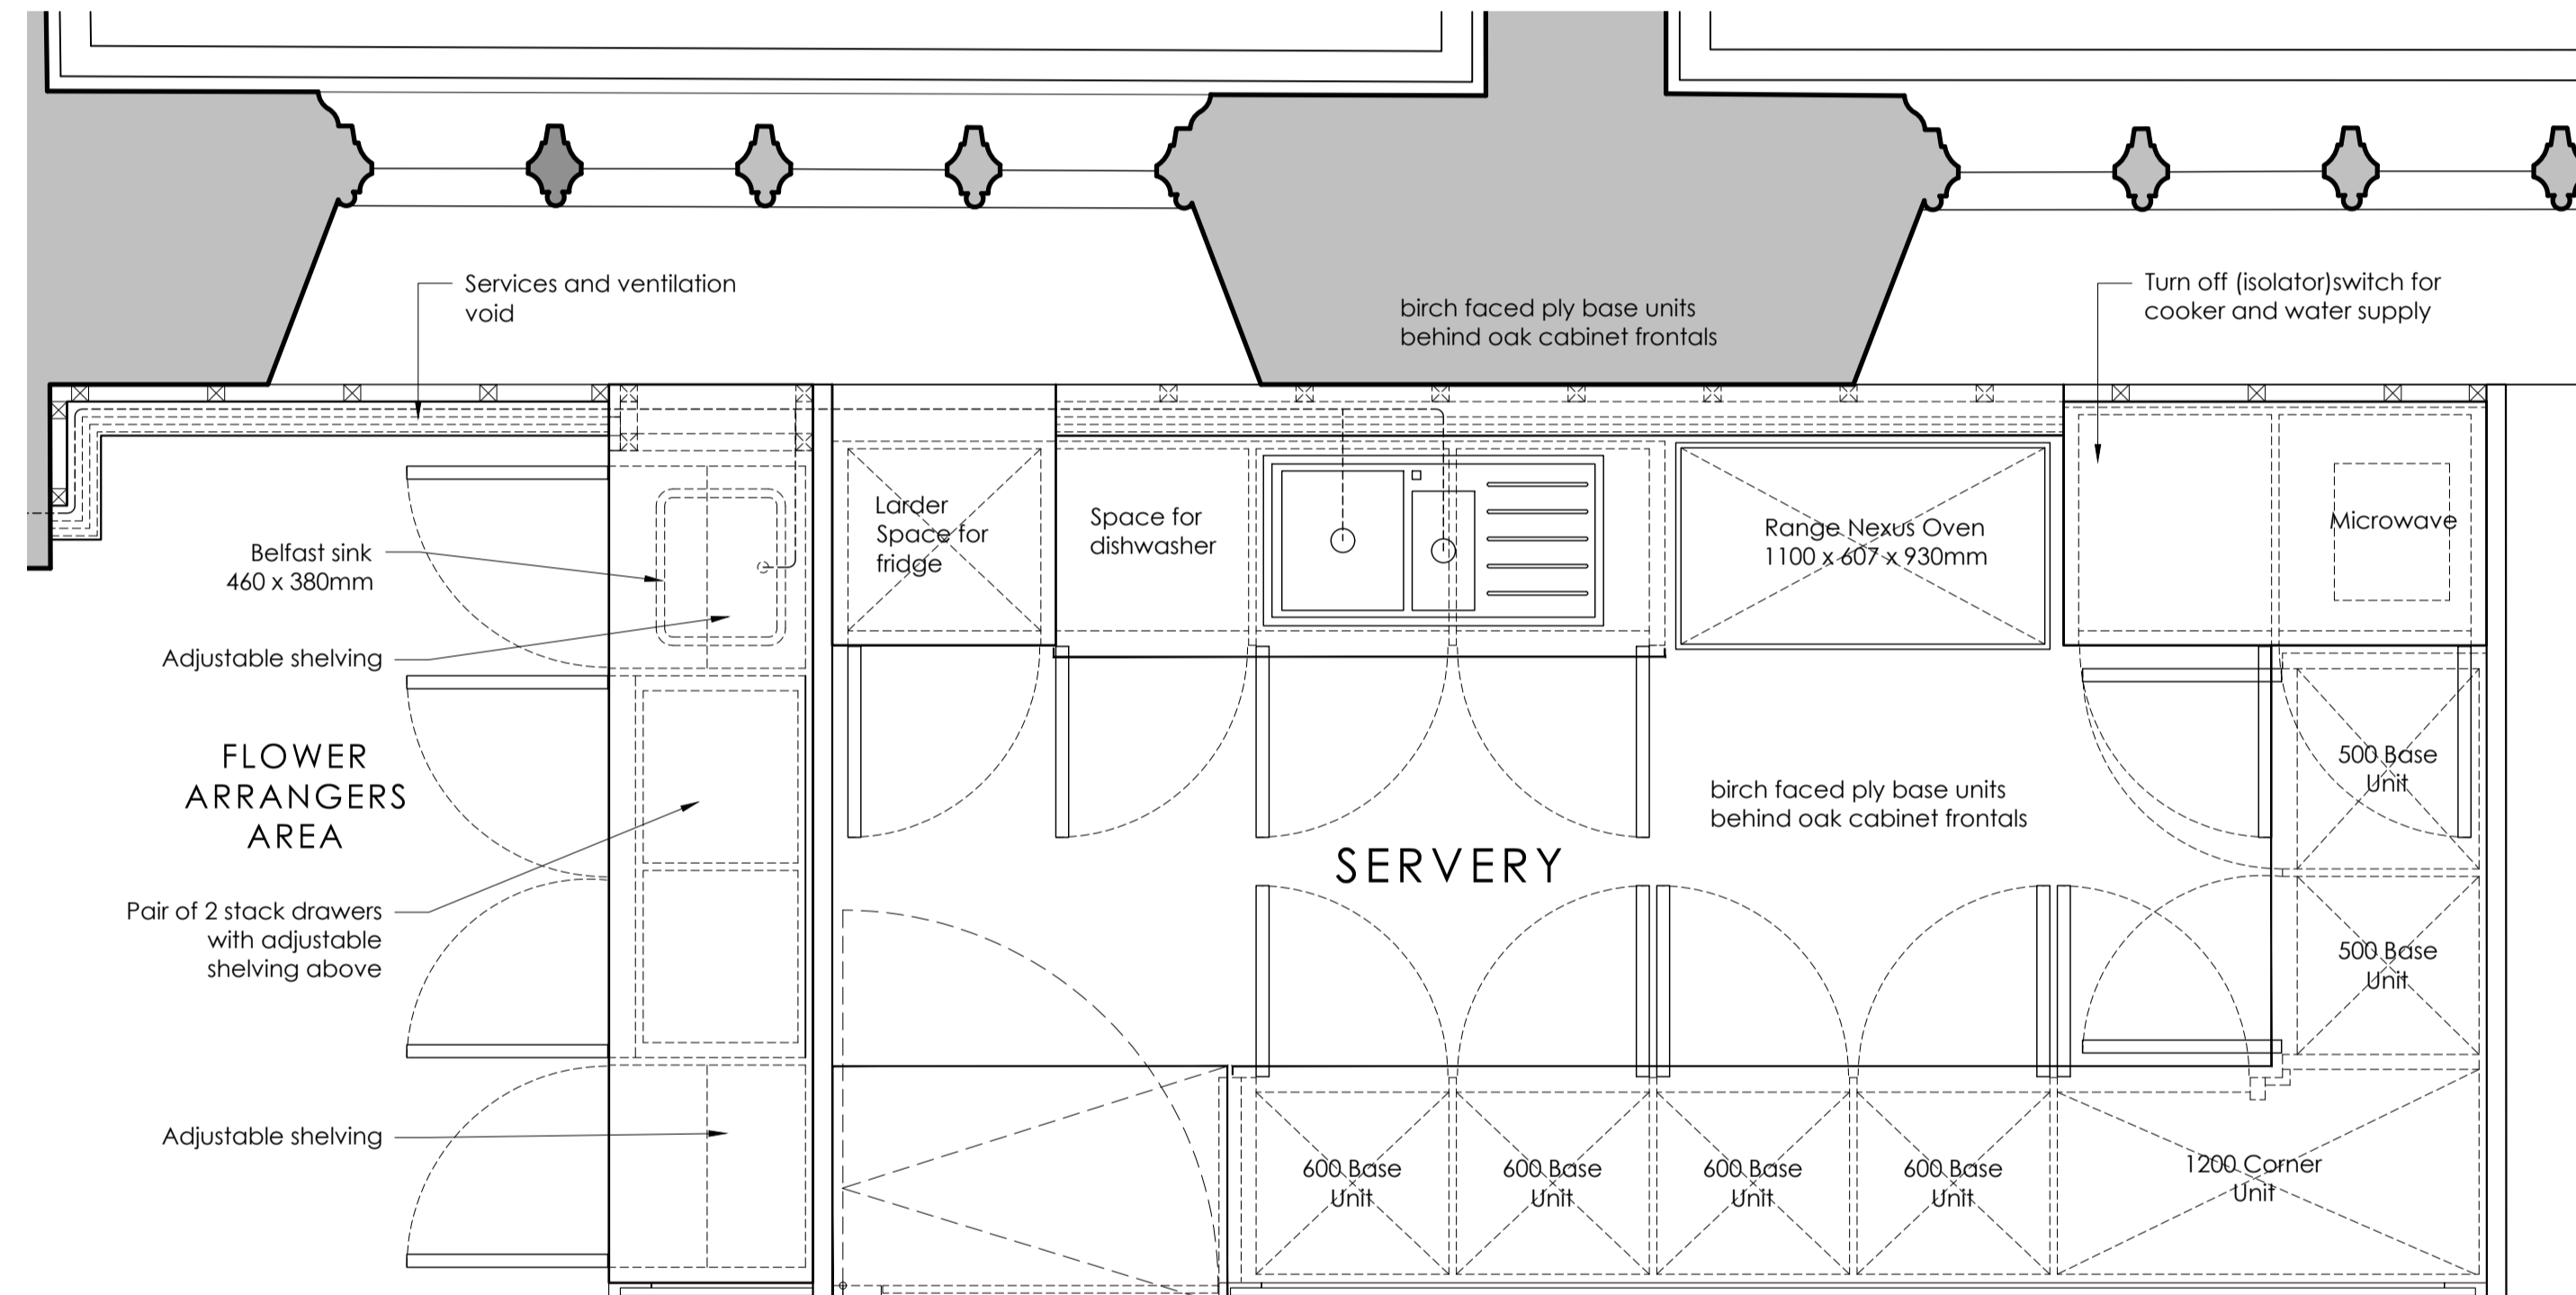 Services and ventilation
void
birch faced ply base units
behind oak cabinet frontals
Turn off (isolator)switch for
cooker and water supply
Belfast sink
460 x 380mm
Adjustable shelving
Larder
Space for
fridge
Space for
dishwasher
Range Nexus Oven
1100 x 607 x 930mm
Microwave
FLOWER
ARRANGERS
AREA
Pair of 2 stack drawers
with adjustable
shelving above
Adjustable shelving
birch faced ply base units
behind oak cabinet frontals
SERVERY
500 Base
Unit
500 Base
Unit
600 Base
Unit
600 Base
Unit
600 Base
Unit
600 Base
Unit
1200 Corner
Unit